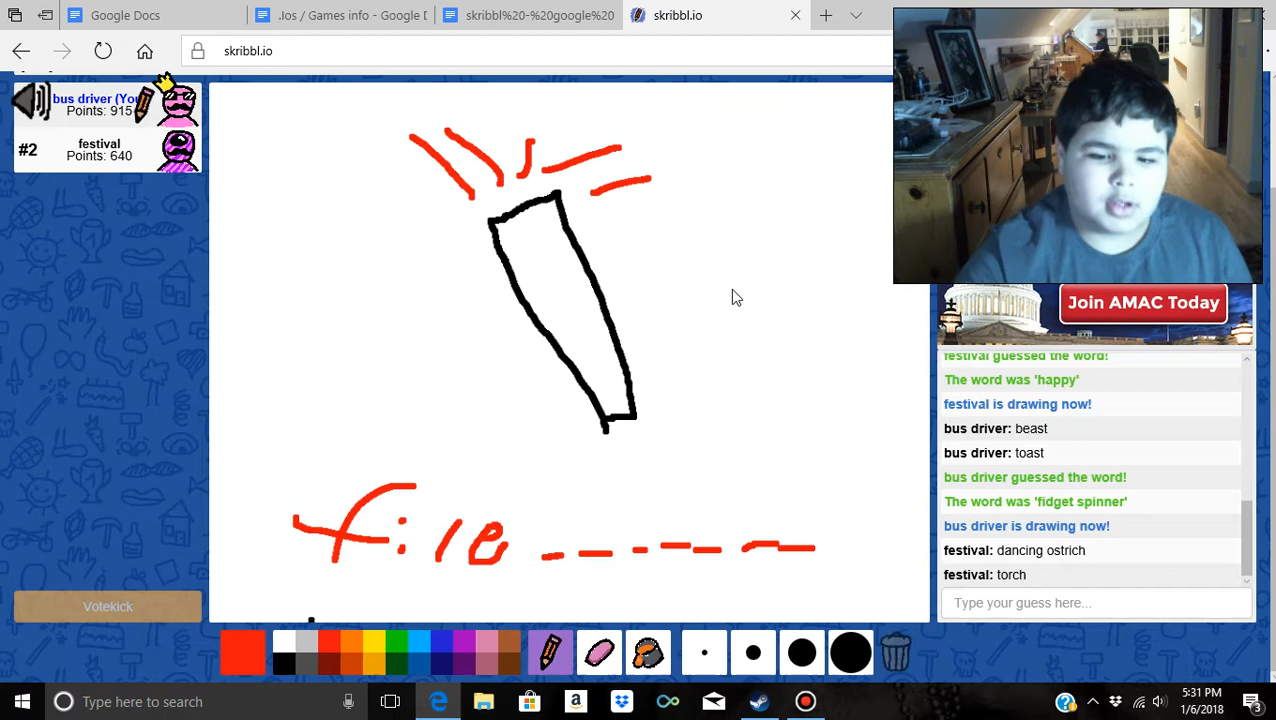 Google Docs
.Ios / Games info - Google [
skribbl%20-%20google%20
skribbl.io
skribbl.io
bus driver (You
Points: 915
#2
festival
Points: 640
Join AMAC Today
festival guessed the word!
The word was 'happy'
festival is drawing now!
bus driver: beast
bus driver: toast
bus driver guessed the word!
The word was 'fidget spinner'
bus driver is drawing now!
festival: dancing ostrich
festival: torch
Type your guess here...
Votekick
Type here to search
5:31 PM
1/6/2018
3